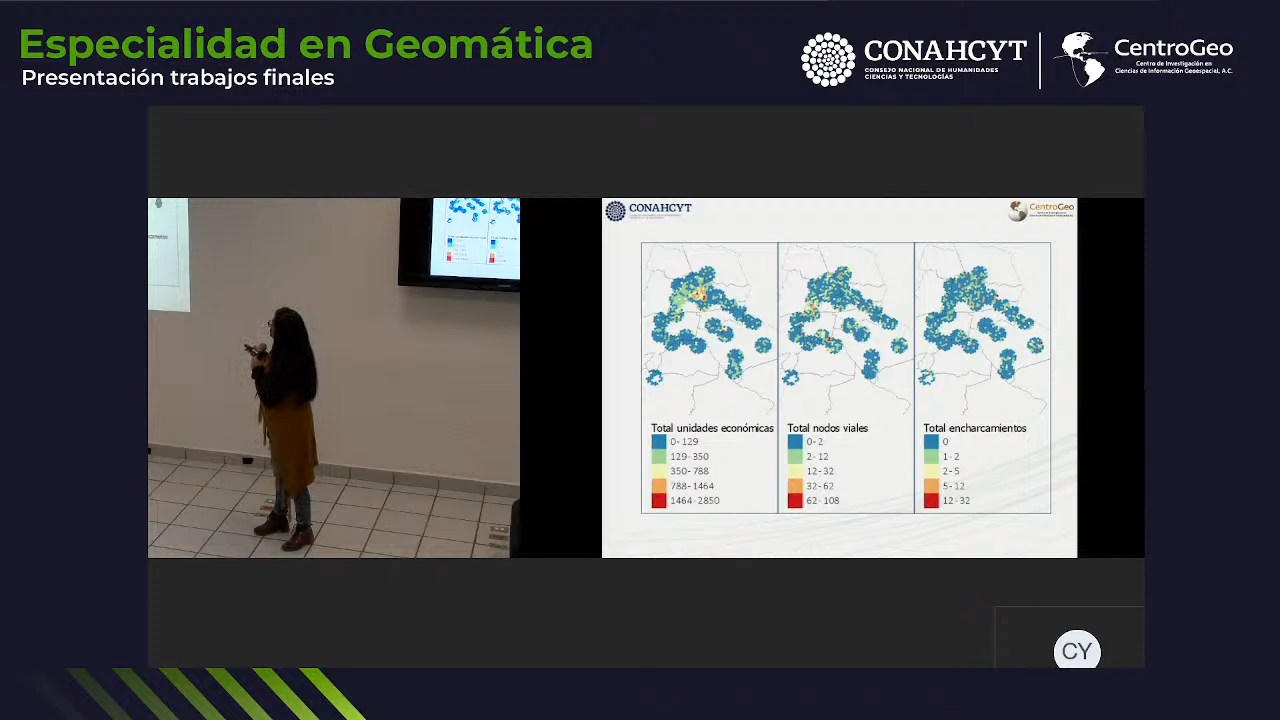 Especialidad en Geomática
Presentación trabajos finales
CONAHCYT
CONSEJO NACIONAL DE HUMANIDADES
CIENCIAS Y TECNOLOGÍAS
CentroGeo
Centro de Investigación en
Ciencias de Información Geoespacial, A.C.
CONAHCYT
CentroGeo
Total unidades económicas
0-129
129-350
350-788
788-1464
1464-2850
Total nodos viales
0-2
2-12
12-32
32-62
62-108
Total encharcamientos
0
1-2
2-5
5-12
12-32
CY